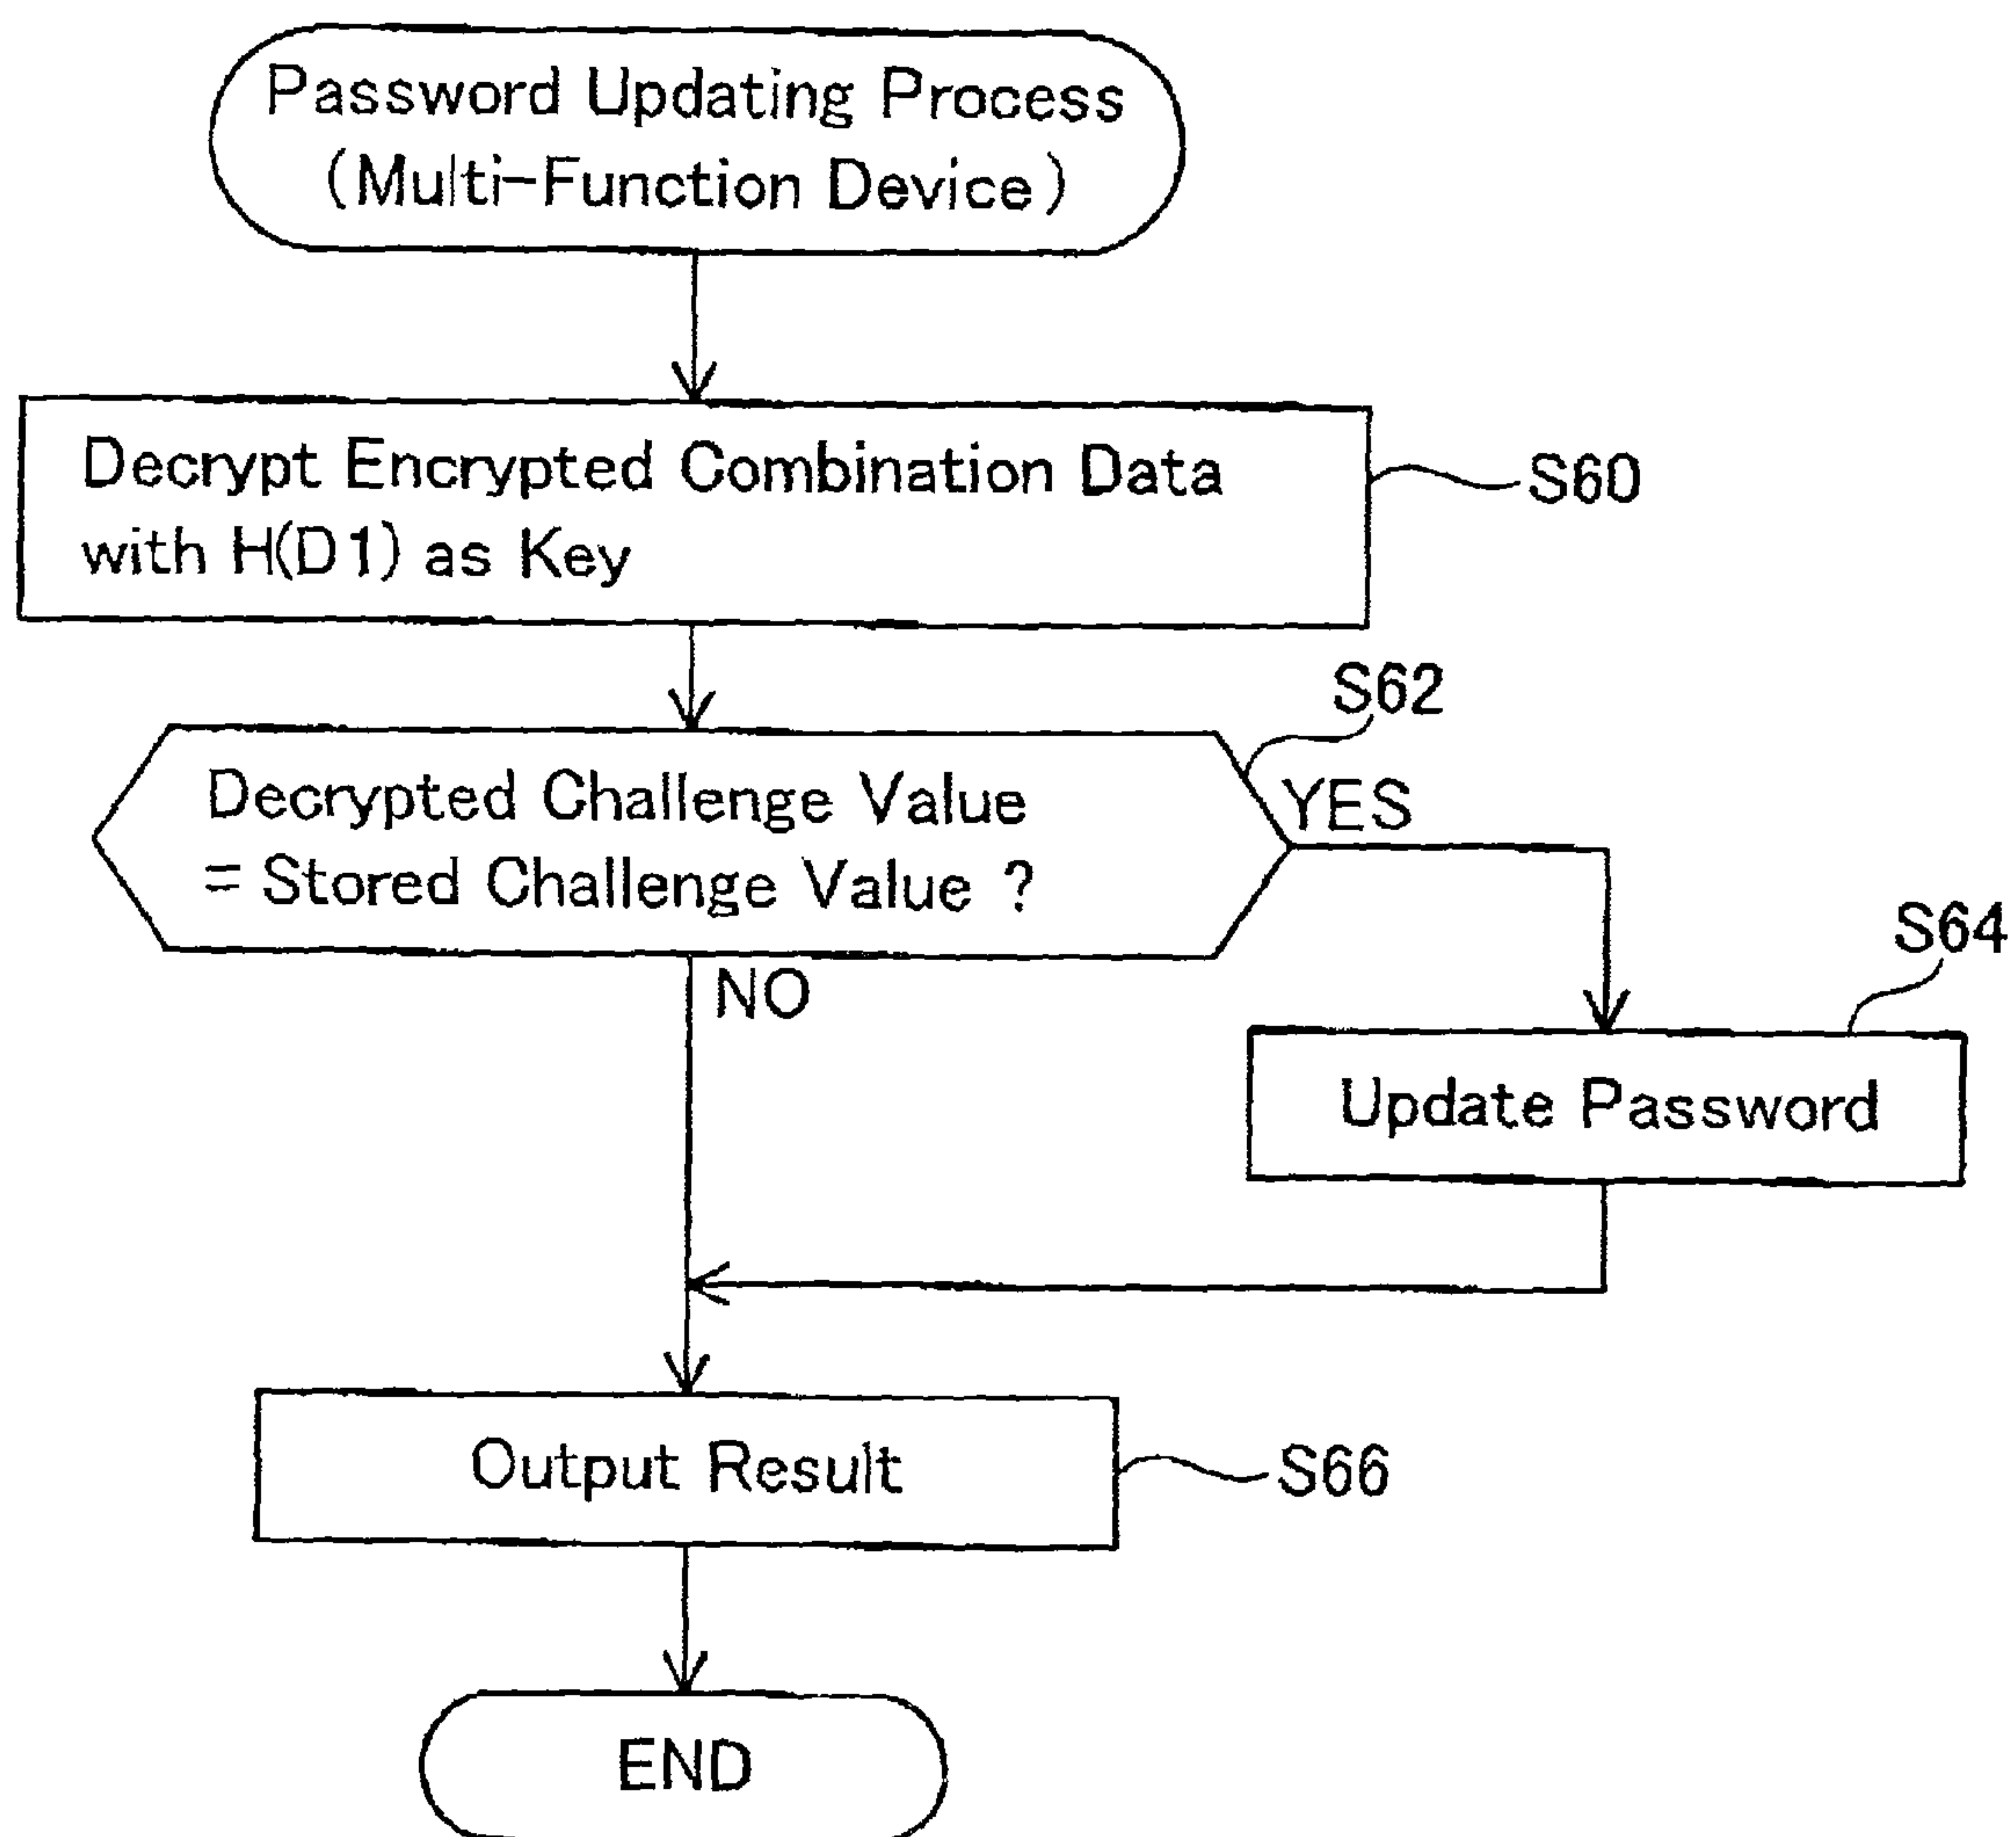 Password Updating Process
(Multi-Function Device)
Decrypt Encrypted Combination Data
with H(D1) as Key
S60
S62
Decrypted Challenge Value
= Stored Challenge Value ?
YES
NO
S64
Update Password
Output Result
S66
END